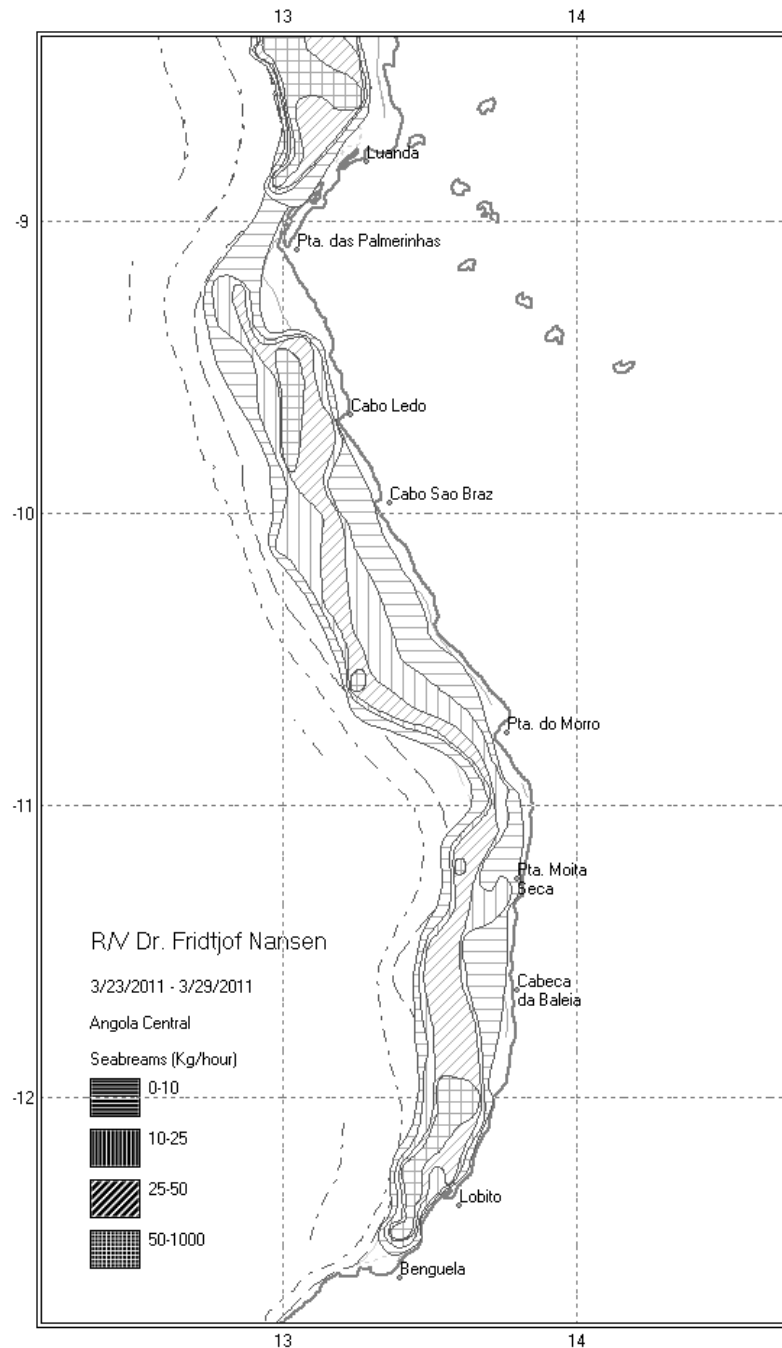 13 14
Luanda
-9
Pta. das Palmerinhas
Cabo Ledo
Cabo Sao Braz
-10
Pta. do Morro
-11
Pta. Moita
Seca
R/V Dr. Fridtjof Nansen
3/23/2011 - 3/29/2011
Cabeca
da Baleia
Angola Central
Seabreams (Kg/hour)
0-10
-12
10-25
25-50
Lobito
50-1000
Benguela
13 14